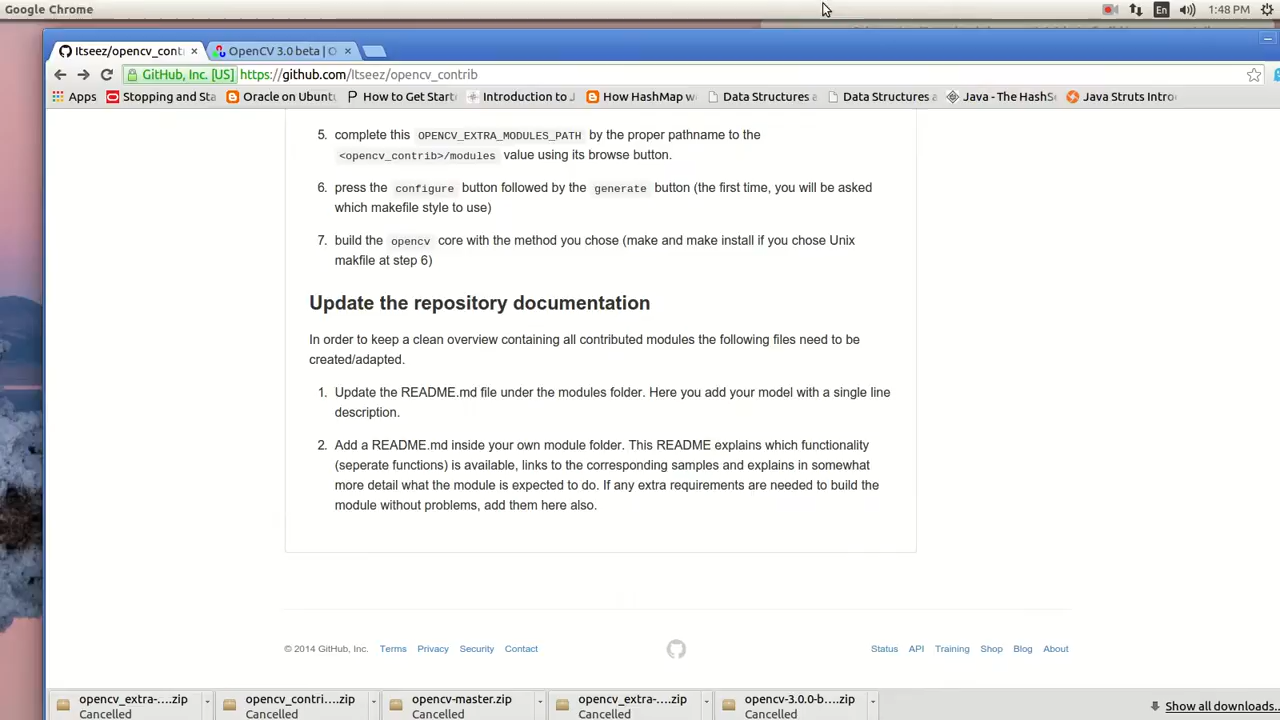 Google Chrome
En
1:48 PM
Itseez/opencv_cont
OpenCV 3.0 beta | O
GitHub, Inc. [US] https://github.com/Itseez/opencv_contrib
Apps Stopping and Sta Oracle on Ubuntu How to Get Start Introduction to J How HashMap w Data Structures a Data Structures a Java - The HashS Java Struts Intro
5. complete this OPENCV_EXTRA_MODULES_PATH by the proper pathname to the
<opencv_contrib>/modules value using its browse button.
6. press the configure button followed by the generate button (the first time, you will be asked
which makefile style to use)
7. build the opencv core with the method you chose (make and make install if you chose Unix
makfile at step 6)
Update the repository documentation
In order to keep a clean overview containing all contributed modules the following files need to be
created/adapted.
1. Update the README.md file under the modules folder. Here you add your model with a single line
description.
2. Add a README.md inside your own module folder. This README explains which functionality
(seperate functions) is available, links to the corresponding samples and explains in somewhat
more detail what the module is expected to do. If any extra requirements are needed to build the
module without problems, add them here also.
© 2014 GitHub, Inc. Terms Privacy Security Contact
Status API Training Shop Blog About
opencv_extra-....zip opencv_contri....zip opencv-master.zip opencv_extra-....zip opencv-3.0.0-b....zip
Cancelled Cancelled Cancelled Cancelled Cancelled
Show all downloads...